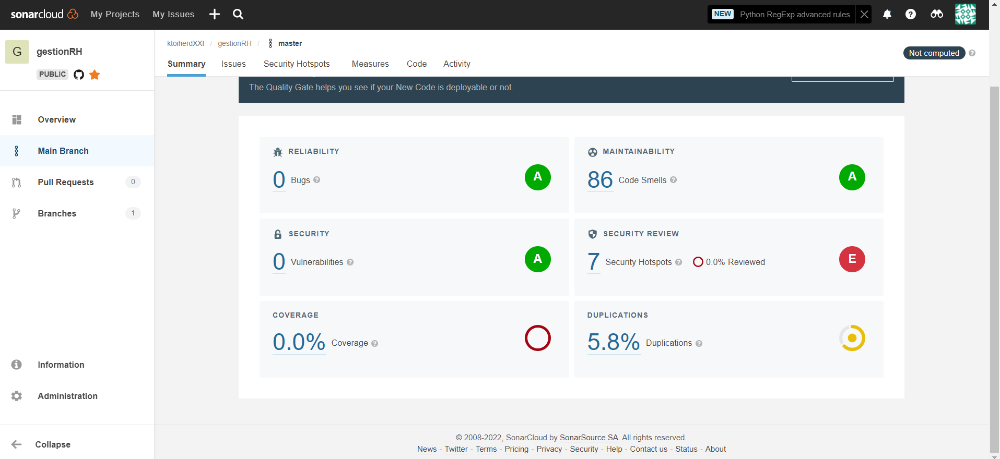 sonarcloud My Projects My Issues NEW Python RegExp advanced rules
G gestionRH
PUBLIC
Overview
Main Branch
Pull Requests 0
Branches 1
Information
Administration
Collapse
ktoiherdXXI / gestionRH / master
Not computed
Summary Issues Security Hotspots Measures Code Activity
The Quality Gate helps you see if your New Code is deployable or not.
RELIABILITY
0 Bugs
A
MAINTAINABILITY
86 Code Smells
A
SECURITY
0 Vulnerabilities
A
SECURITY REVIEW
7 Security Hotspots 0.0% Reviewed
E
COVERAGE
0.0% Coverage
DUPLICATIONS
5.8% Duplications
© 2008-2022, SonarCloud by SonarSource SA. All rights reserved.
News - Twitter - Terms - Pricing - Privacy - Security - Help - Contact us - Status - About